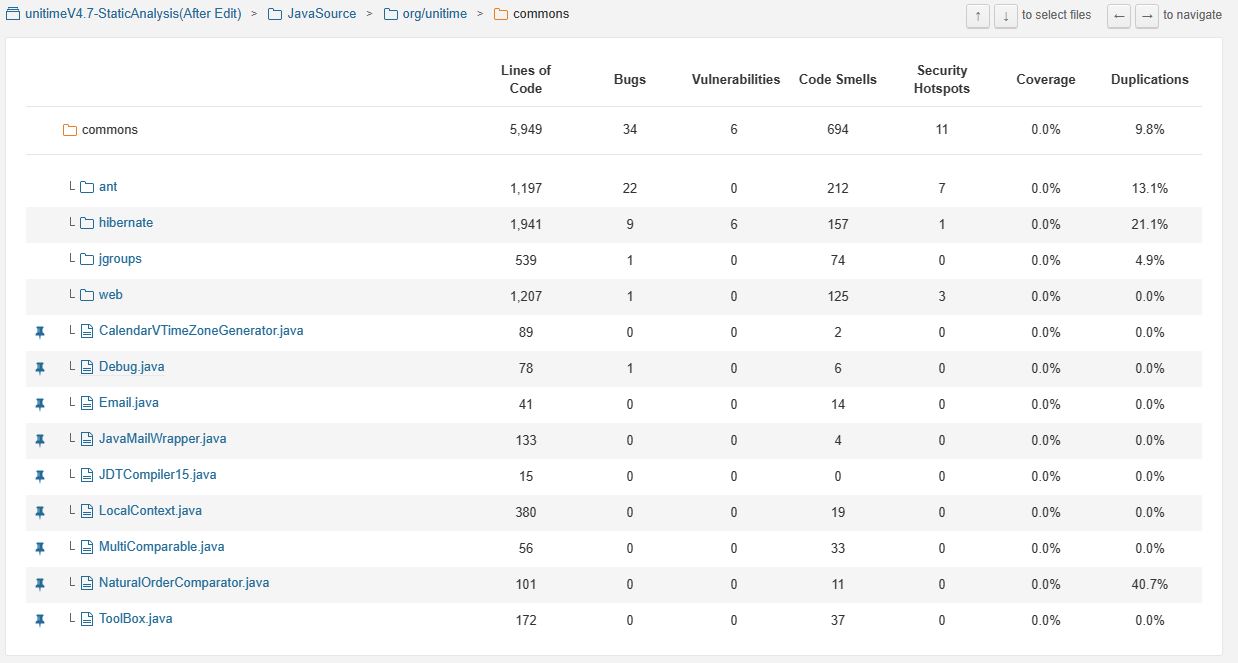 unitimeV4.7-StaticAnalysis(After Edit) > JavaSource > org/unitime > commons ↑ ↓ to select files ← → to navigate
Lines of Code Bugs Vulnerabilities Code Smells Security Hotspots Coverage Duplications
commons 5,949 34 6 694 11 0.0% 9.8%
ant 1,197 22 0 212 7 0.0% 13.1%
hibernate 1,941 9 6 157 1 0.0% 21.1%
jgroups 539 1 0 74 0 0.0% 4.9%
web 1,207 1 0 125 3 0.0% 0.0%
CalendarVTimeZoneGenerator.java 89 0 0 2 0 0.0% 0.0%
Debug.java 78 1 0 6 0 0.0% 0.0%
Email.java 41 0 0 14 0 0.0% 0.0%
JavaMailWrapper.java 133 0 0 4 0 0.0% 0.0%
JDTCompiler15.java 15 0 0 0 0 0.0% 0.0%
LocalContext.java 380 0 0 19 0 0.0% 0.0%
MultiComparable.java 56 0 0 33 0 0.0% 0.0%
NaturalOrderComparator.java 101 0 0 11 0 0.0% 40.7%
ToolBox.java 172 0 0 37 0 0.0% 0.0%